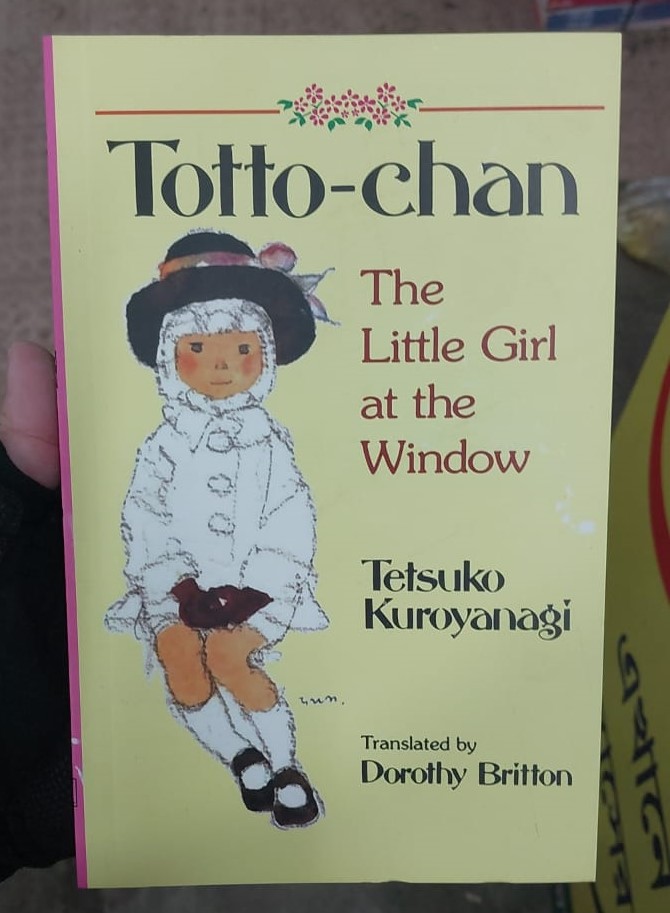 Totto-chan
The
Little Girl
at the
Window
Tetsuko
Kuroyanagi
Translated by
Dorothy Britton